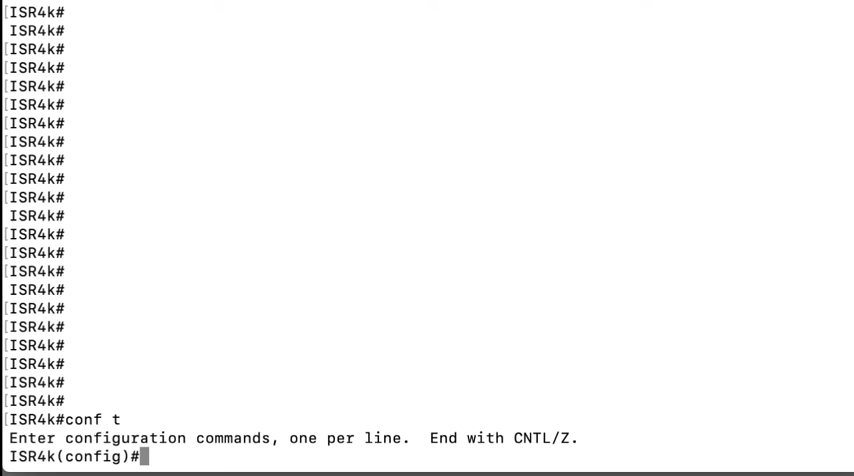 [ISR4k#
ISR4k#
[ISR4k#
[ISR4k#
[ISR4k#
[ISR4k#
[ISR4k#
[ISR4k#
[ISR4k#
[ISR4k#
[ISR4k#
ISR4k#
[ISR4k#
[ISR4k#
[ISR4k#
ISR4k#
[ISR4k#
[ISR4k#
[ISR4k#
[ISR4k#
[ISR4k#
[ISR4k#
[ISR4k#conf t
Enter configuration commands, one per line.  End with CNTL/Z.
ISR4k(config)#